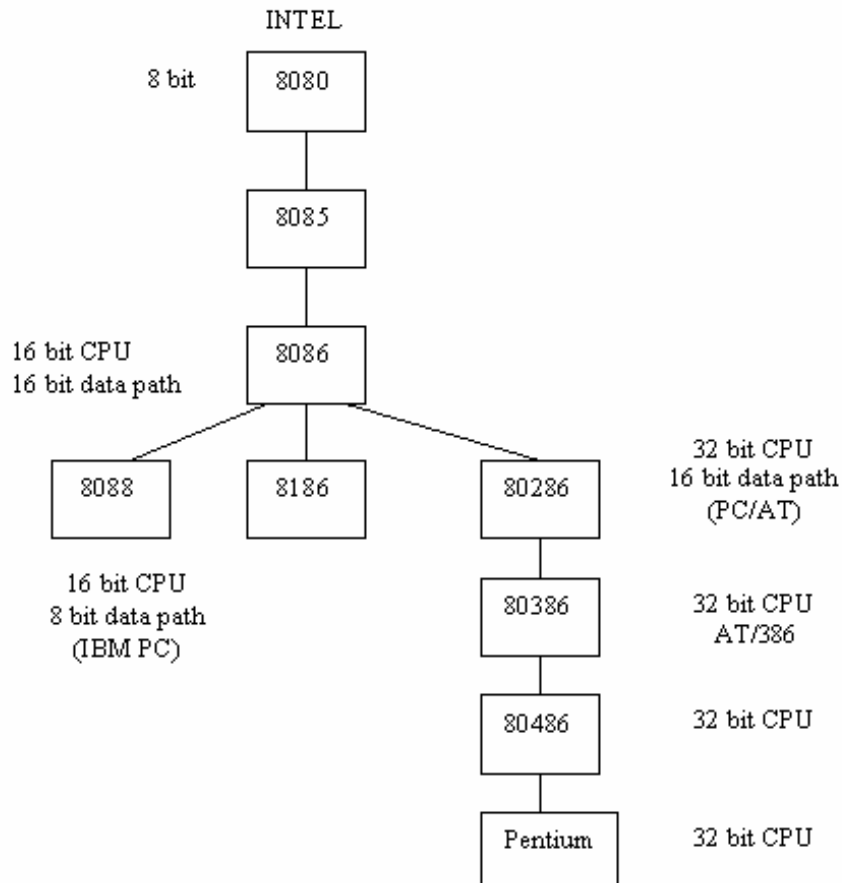 INTEL
8 bit
8080
8085
16 bit CPU
16 bit data path
8086
8088
8186
80286
32 bit CPU
16 bit data path
(PC/AT)
16 bit CPU
8 bit data path
(IBM PC)
80386
32 bit CPU
AT/386
80486
32 bit CPU
Pentium
32 bit CPU